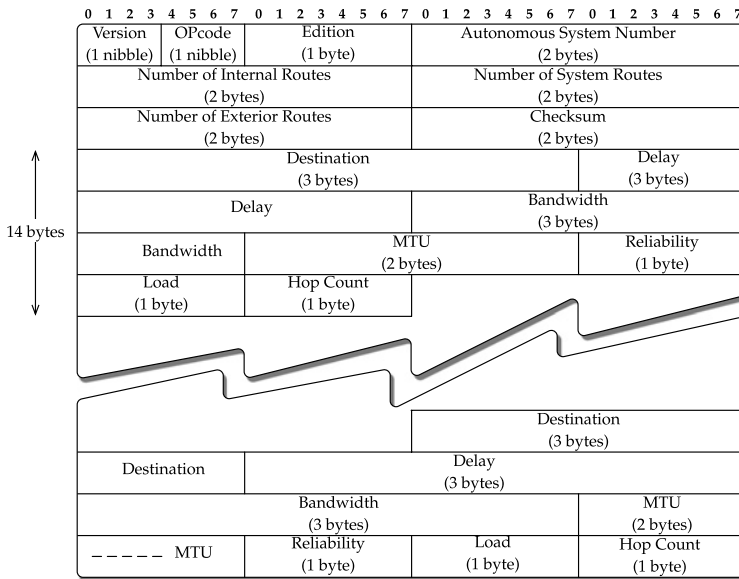 0 1 2 3 4 5 6 7 0 1 2 3 4 5 6 7 0 1 2 3 4 5 6 7 0 1 2 3 4 5 6 7
Version OPcode Edition Autonomous System Number
(1 nibble) (1 nibble) (1 byte) (2 bytes)
Number of Internal Routes Number of System Routes
(2 bytes) (2 bytes)
Number of Exterior Routes Checksum
(2 bytes) (2 bytes)
Destination Delay
(3 bytes) (3 bytes)
Delay Bandwidth
(3 bytes)
14 bytes
Bandwidth MTU Reliability
(2 bytes) (1 byte)
Load Hop Count
(1 byte) (1 byte)
Destination
(3 bytes)
Destination Delay
(3 bytes)
Bandwidth MTU
(3 bytes) (2 bytes)
MTU Reliability Load Hop Count
(1 byte) (1 byte) (1 byte)